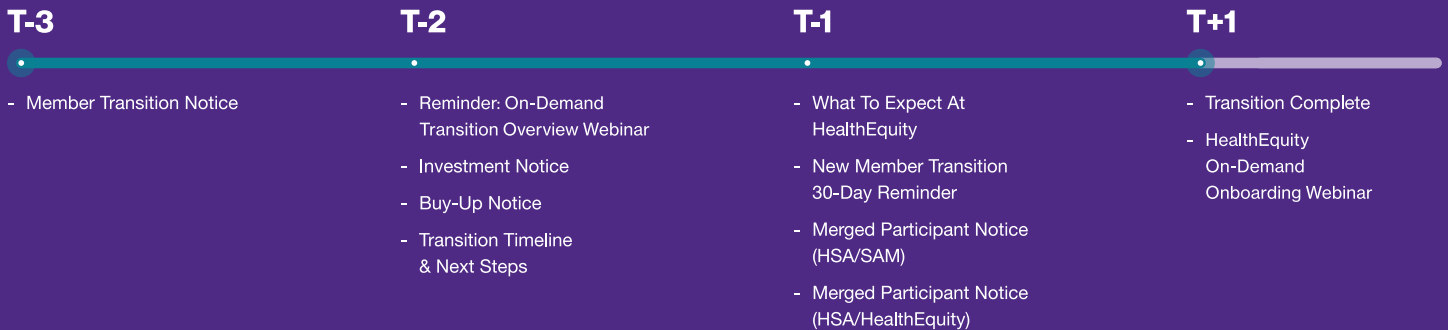 T-3
- Member Transition Notice
T-2
- Reminder: On-Demand
Transition Overview Webinar
- Investment Notice
- Buy-Up Notice
- Transition Timeline
& Next Steps
T-1
- What To Expect At
HealthEquity
- New Member Transition
30-Day Reminder
- Merged Participant Notice
(HSA/SAM)
- Merged Participant Notice
(HSA/HealthEquity)
T+1
- Transition Complete
- HealthEquity
On-Demand
Onboarding Webinar